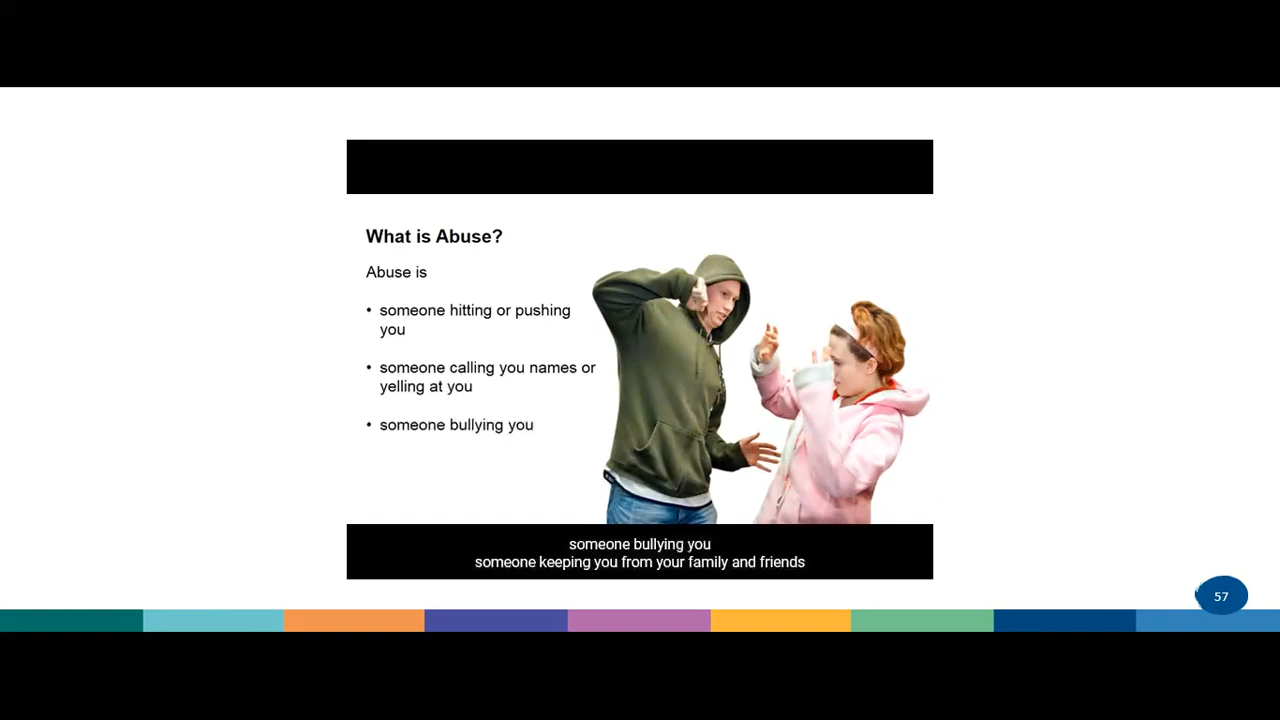 What is Abuse?
Abuse is
• someone hitting or pushing
you
• someone calling you names or
yelling at you
• someone bullying you
someone bullying you
someone keeping you from your family and friends
57